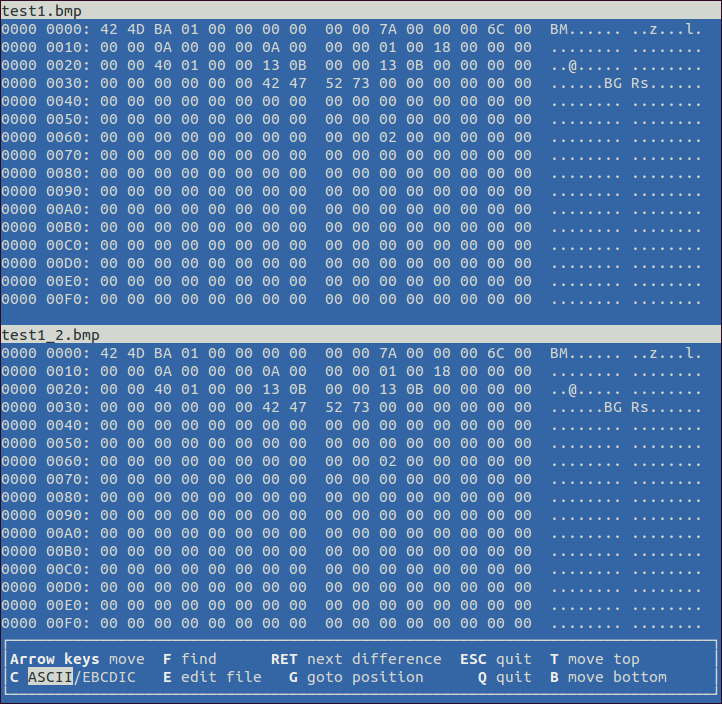 test1.bmp
0000 0000: 42 4D BA 01 00 00 00 00  00 00 7A 00 00 00 6C 00  BM...... ..z...l.
0000 0010: 00 00 0A 00 00 00 0A 00  00 00 01 00 18 00 00 00  ........ ........
0000 0020: 00 00 40 01 00 00 13 0B  00 00 13 0B 00 00 00 00  ..@..... ........
0000 0030: 00 00 00 00 00 00 42 47  52 73 00 00 00 00 00 00  ......BG Rs......
0000 0040: 00 00 00 00 00 00 00 00  00 00 00 00 00 00 00 00  ........ ........
0000 0050: 00 00 00 00 00 00 00 00  00 00 00 00 00 00 00 00  ........ ........
0000 0060: 00 00 00 00 00 00 00 00  00 00 02 00 00 00 00 00  ........ ........
0000 0070: 00 00 00 00 00 00 00 00  00 00 00 00 00 00 00 00  ........ ........
0000 0080: 00 00 00 00 00 00 00 00  00 00 00 00 00 00 00 00  ........ ........
0000 0090: 00 00 00 00 00 00 00 00  00 00 00 00 00 00 00 00  ........ ........
0000 00A0: 00 00 00 00 00 00 00 00  00 00 00 00 00 00 00 00  ........ ........
0000 00B0: 00 00 00 00 00 00 00 00  00 00 00 00 00 00 00 00  ........ ........
0000 00C0: 00 00 00 00 00 00 00 00  00 00 00 00 00 00 00 00  ........ ........
0000 00D0: 00 00 00 00 00 00 00 00  00 00 00 00 00 00 00 00  ........ ........
0000 00E0: 00 00 00 00 00 00 00 00  00 00 00 00 00 00 00 00  ........ ........
0000 00F0: 00 00 00 00 00 00 00 00  00 00 00 00 00 00 00 00  ........ ........
test1_2.bmp
0000 0000: 42 4D BA 01 00 00 00 00  00 00 7A 00 00 00 6C 00  BM...... ..z...l.
0000 0010: 00 00 0A 00 00 00 0A 00  00 00 01 00 18 00 00 00  ........ ........
0000 0020: 00 00 40 01 00 00 13 0B  00 00 13 0B 00 00 00 00  ..@..... ........
0000 0030: 00 00 00 00 00 00 42 47  52 73 00 00 00 00 00 00  ......BG Rs......
0000 0040: 00 00 00 00 00 00 00 00  00 00 00 00 00 00 00 00  ........ ........
0000 0050: 00 00 00 00 00 00 00 00  00 00 00 00 00 00 00 00  ........ ........
0000 0060: 00 00 00 00 00 00 00 00  00 00 02 00 00 00 00 00  ........ ........
0000 0070: 00 00 00 00 00 00 00 00  00 00 00 00 00 00 00 00  ........ ........
0000 0080: 00 00 00 00 00 00 00 00  00 00 00 00 00 00 00 00  ........ ........
0000 0090: 00 00 00 00 00 00 00 00  00 00 00 00 00 00 00 00  ........ ........
0000 00A0: 00 00 00 00 00 00 00 00  00 00 00 00 00 00 00 00  ........ ........
0000 00B0: 00 00 00 00 00 00 00 00  00 00 00 00 00 00 00 00  ........ ........
0000 00C0: 00 00 00 00 00 00 00 00  00 00 00 00 00 00 00 00  ........ ........
0000 00D0: 00 00 00 00 00 00 00 00  00 00 00 00 00 00 00 00  ........ ........
0000 00E0: 00 00 00 00 00 00 00 00  00 00 00 00 00 00 00 00  ........ ........
0000 00F0: 00 00 00 00 00 00 00 00  00 00 00 00 00 00 00 00  ........ ........
Arrow keys move  F find      RET next difference  ESC quit  T move top
C ASCII/EBCDIC   E edit file   G goto position      Q quit  B move bottom